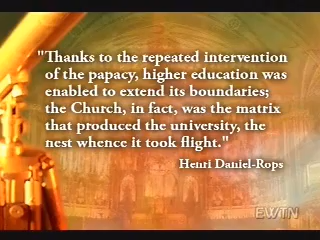 "Thanks to the repeated intervention
of the papacy, higher education was
enabled to extend its boundaries;
the Church, in fact, was the matrix
that produced the university, the
nest whence it took flight."
Henri Daniel-Rops
EWTN